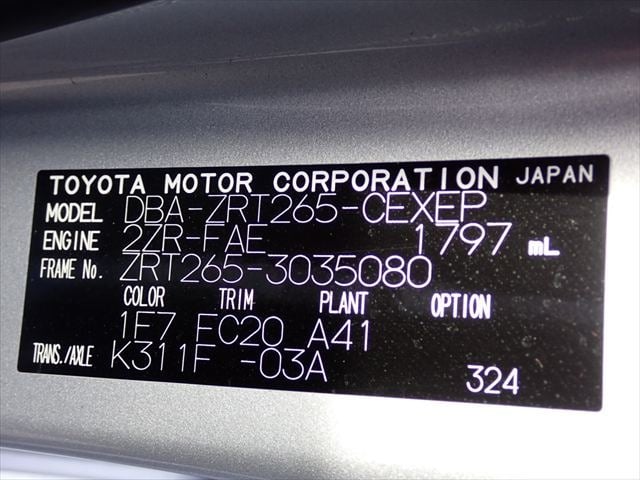 TOYOTA MOTOR CORPORATION JAPAN
MODEL DBA-ZRT265-CEXEP
ENGINE 2ZR-FAE 1797 mL
FRAME No. ZRT265-3035080
COLOR TRIM PLANT OPTION
1F7 FC20 A41
TRANS./AXLE K311F -03A
324